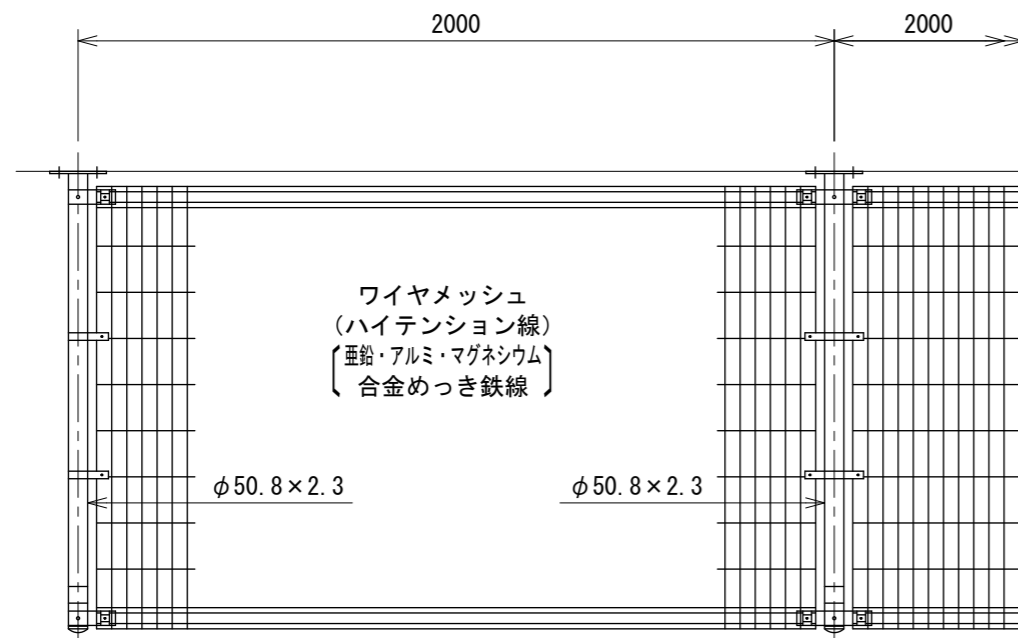 2000
2000
ワイヤメッシュ
(ハイテンション線)
亜鉛・アルミ・マグネシウム
合金めっき鉄線
φ50.8×2.3
φ50.8×2.3